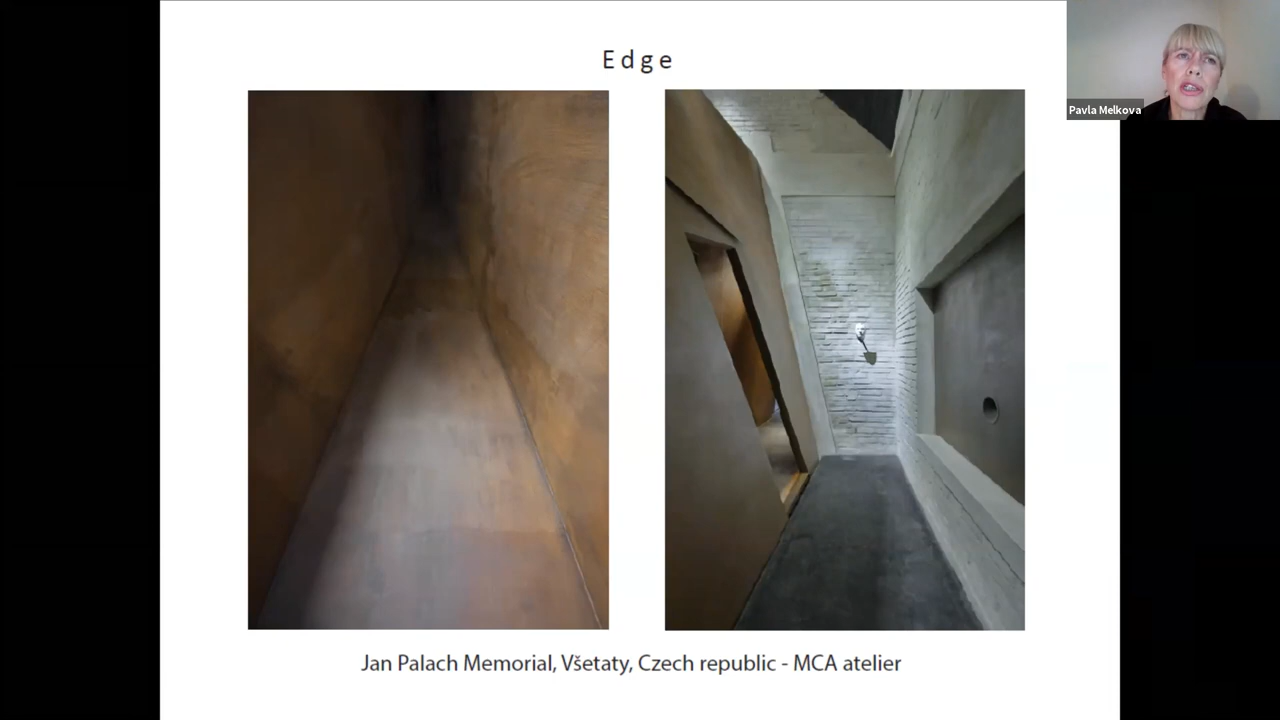 Edge
Pavla Melkova
Jan Palach Memorial, Všetaty, Czech republic - MCA atelier